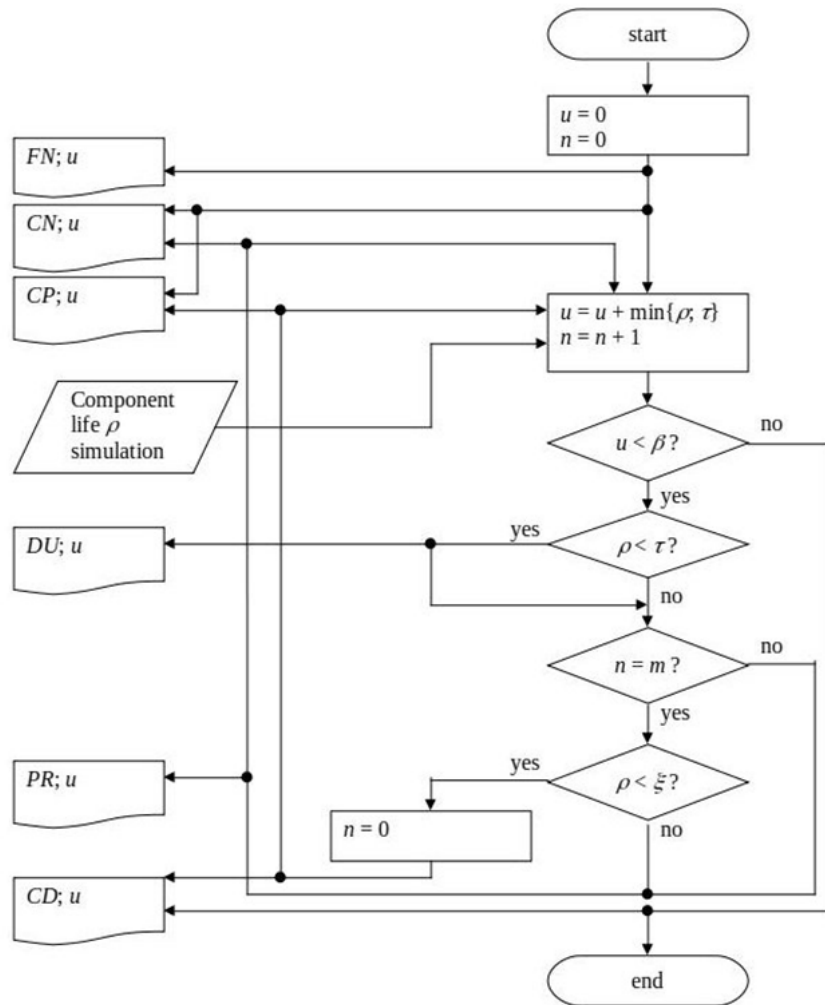 start
u = 0
n = 0
FN; u
CN; u
CP; u
u = u + min{ρ; τ}
n = n + 1
Component
life ρ
simulation
u < β ?
no
yes
DU; u
yes
ρ < τ ?
no
n = m ?
no
yes
PR; u
yes
ρ < ξ ?
n = 0
no
CD; u
end